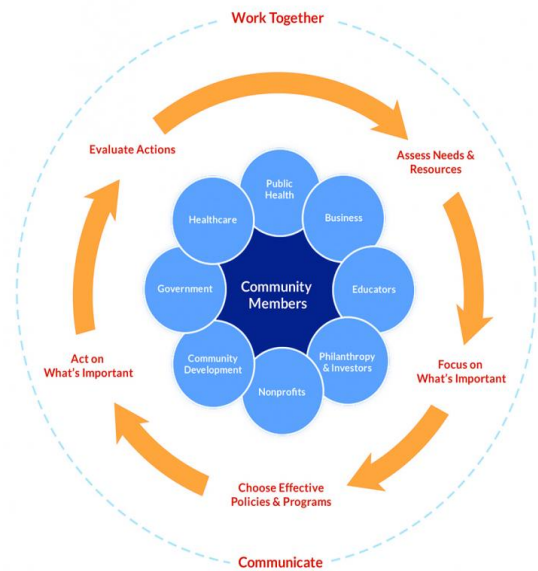 Work Together
Evaluate Actions
Assess Needs &
Resources
Public
Health
Healthcare
Business
Government
Community
Members
Educators
Act on
What's Important
Community
Development
Philanthropy
& Investors
Focus on
What's Important
Nonprofits
Choose Effective
Policies & Programs
Communicate